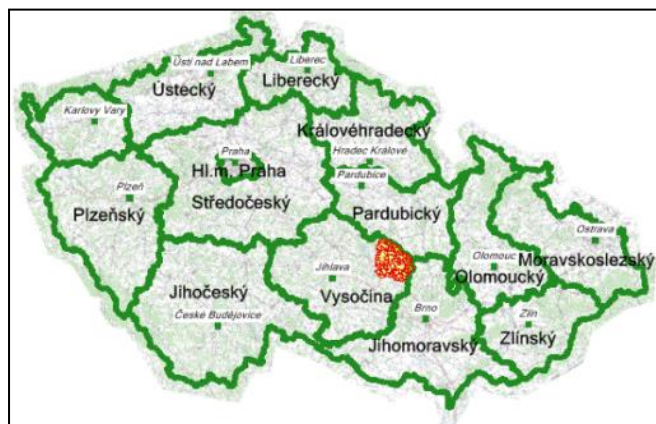 Ústí nad Labem
Liberec
Ústecký
Liberecký
Karlovy Vary
Královéhradecký
Praha
Hradec Králové
Hl.m. Praha
Plzeň
Pardubice
Středočeský
Plzeňský
Pardubický
Ostrava
Olomouc
Moravskoslezský
Olomoucký
Jihlava
Jihočeský
Vysočina
České Budějovice
Brno
Zlín
Jihomoravský
Zlínský